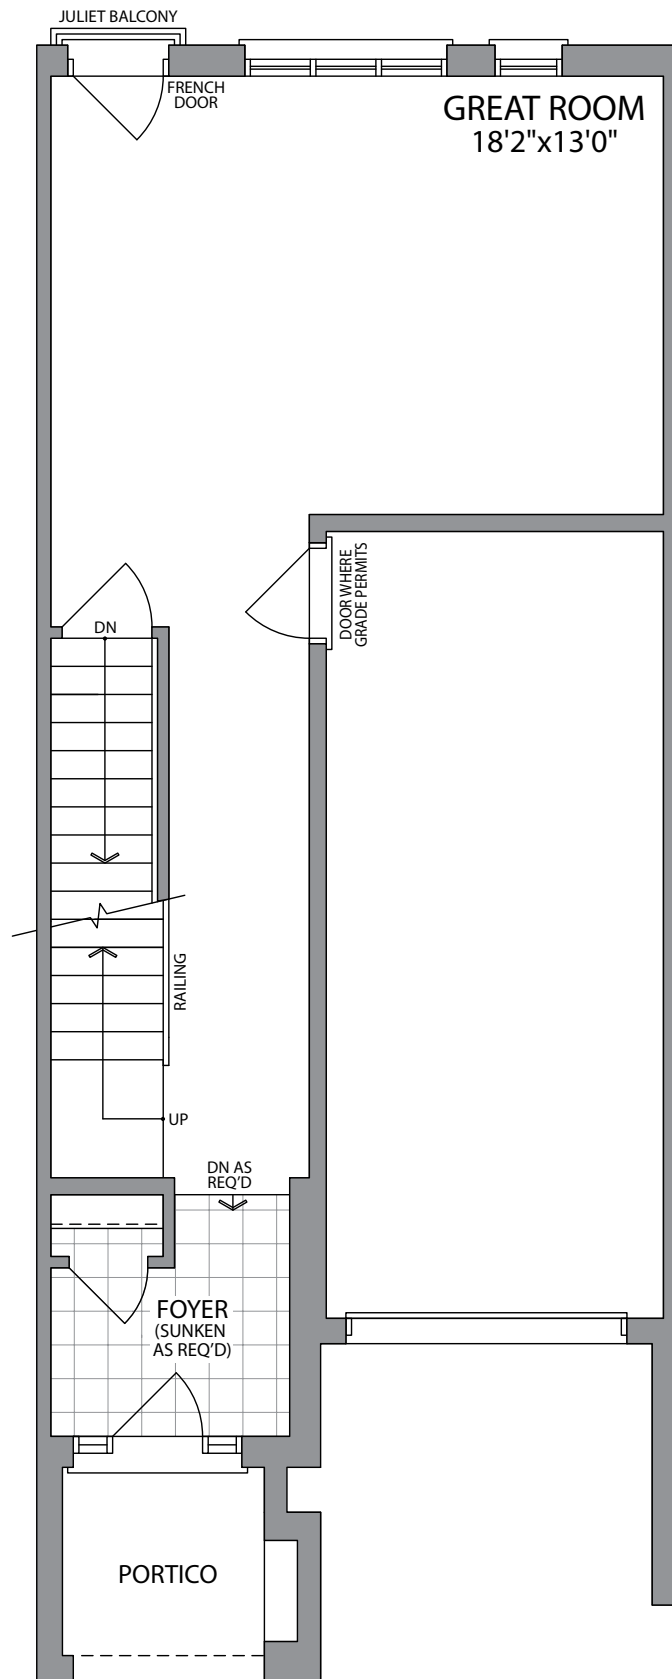 JULIET BALCONY
FRENCH
DOOR
GREAT ROOM
18'2"x13'0"
DOOR WHERE
GRADE PERMITS
DN
RAILING
UP
DN AS
REQ'D
FOYER
(SUNKEN
AS REQ'D)
PORTICO